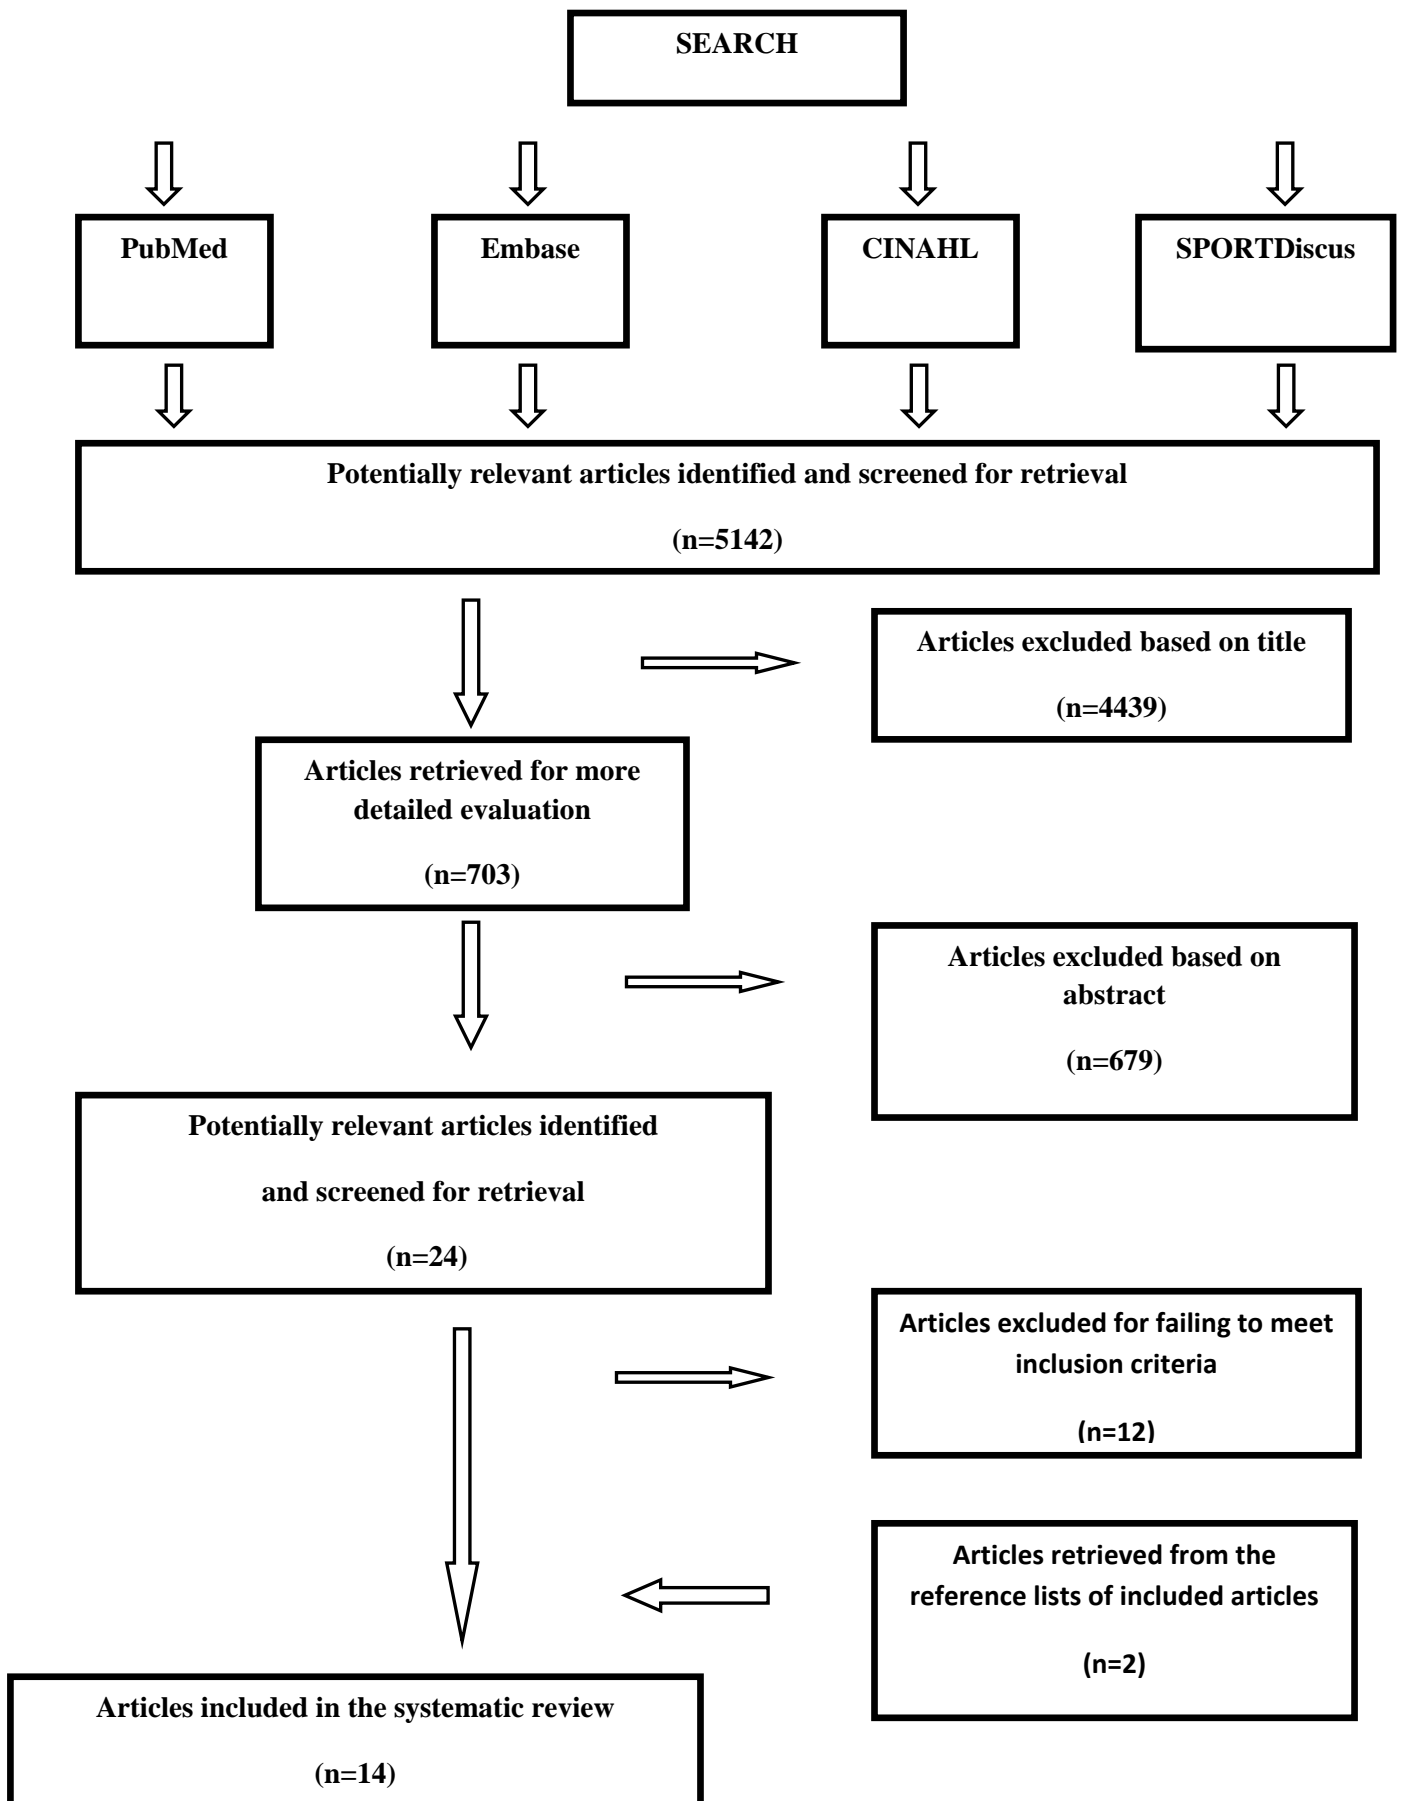 SEARCH
PubMed
Embase
CINAHL
SPORTDiscus
Potentially relevant articles identified and screened for retrieval
(n=5142)
Articles excluded based on title
(n=4439)
Articles retrieved for more
detailed evaluation
(n=703)
Articles excluded based on
abstract
(n=679)
Potentially relevant articles identified
and screened for retrieval
(n=24)
Articles excluded for failing to meet
inclusion criteria
(n=12)
Articles retrieved from the
reference lists of included articles
(n=2)
Articles included in the systematic review
(n=14)